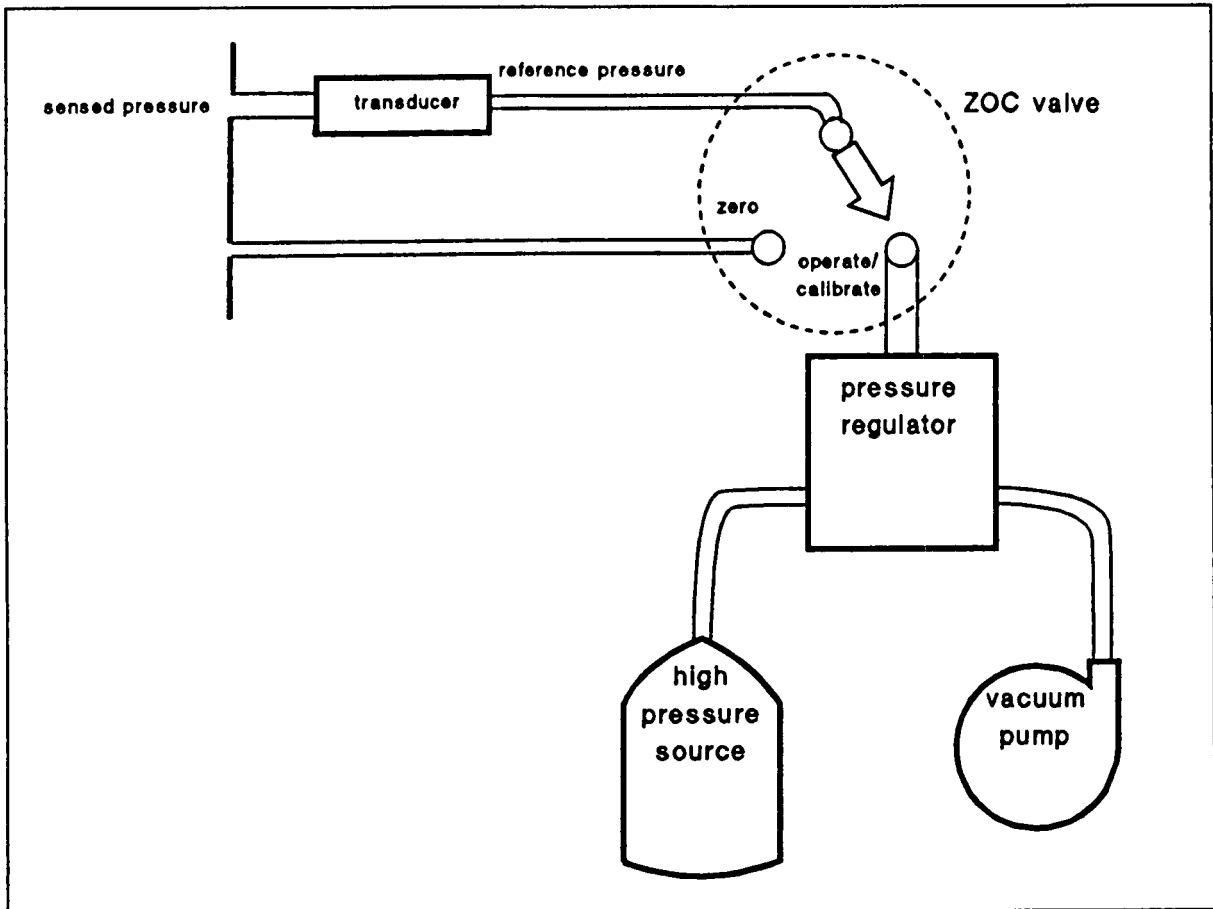 reference pressure
sensed pressure
transducer
ZOC valve
zero
operate/
calibrate
pressure
regulator
high
pressure
source
vacuum
pump